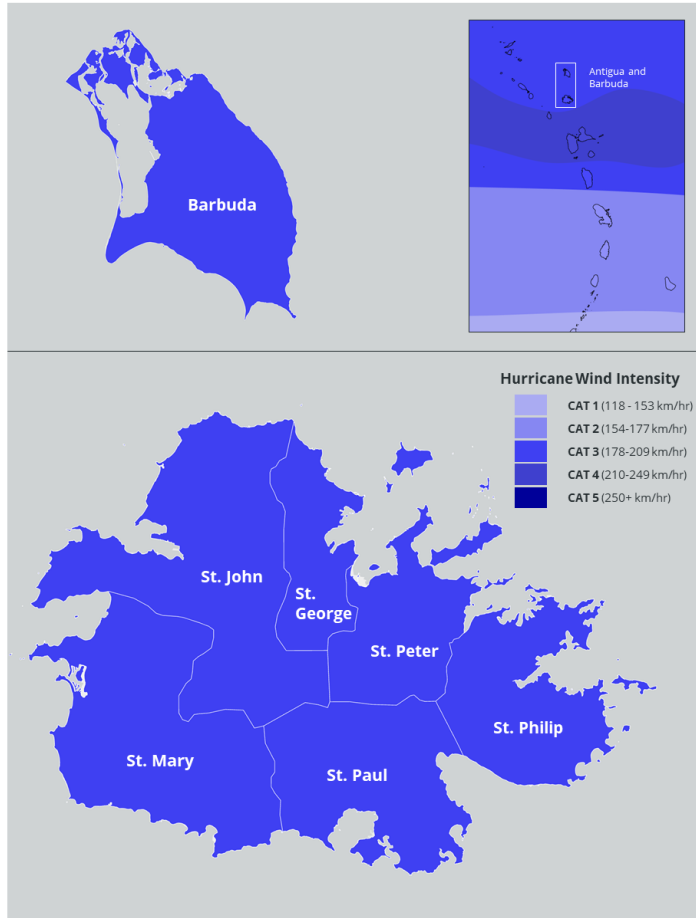 Barbuda
Antigua and
Barbuda
Hurricane Wind Intensity
CAT 1 (118 - 153 km/hr)
CAT 2 (154-177 km/hr)
CAT 3 (178-209 km/hr)
CAT 4 (210-249 km/hr)
CAT 5 (250+ km/hr)
St. John
St.
George
St. Peter
St. Philip
St. Mary
St. Paul